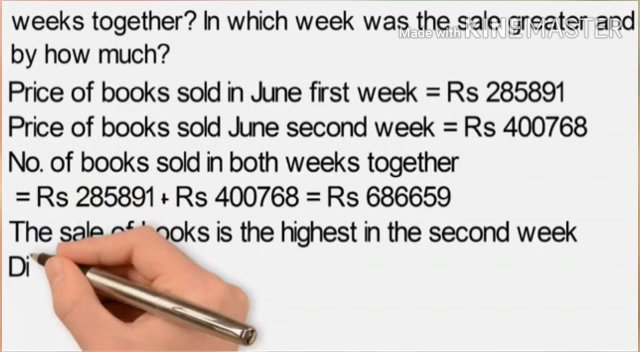 weeks together? In which week was the sale greater and
by how much?
Made with KINEMASTER
Price of books sold in June first week = Rs 285891
Price of books sold June second week = Rs 400768
No. of books sold in both weeks together
= Rs 285891 + Rs 400768 = Rs 686659
The sale of books is the highest in the second week
Di